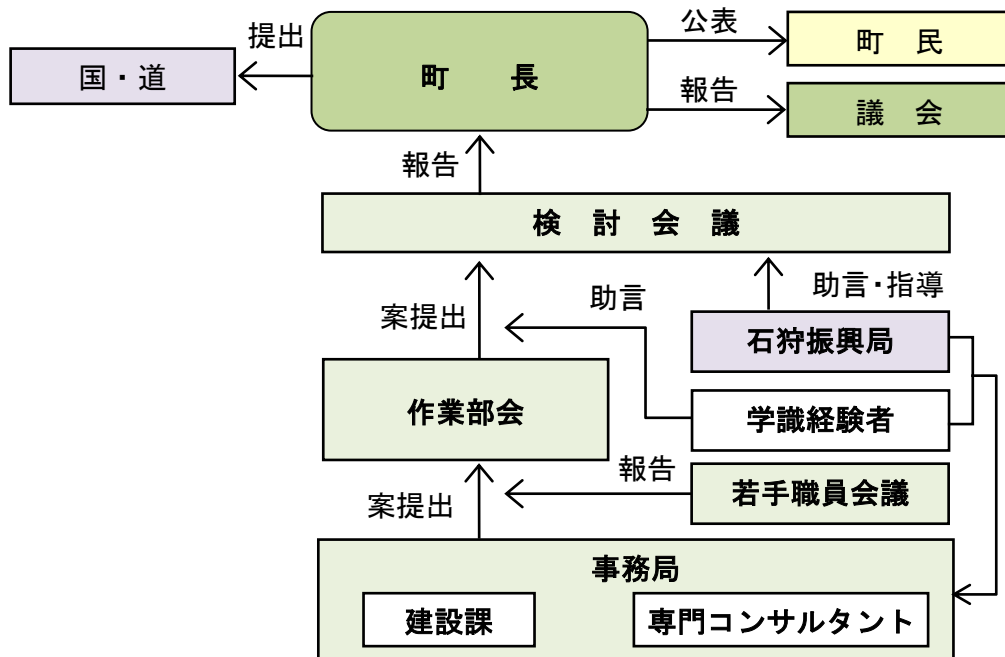 提出
公表
町　民
国・道
町　長
報告
議　会
報告
検　討　会　議
助言・指導
助言
案提出
石狩振興局
作業部会
学識経験者
報告
若手職員会議
案提出
事務局
建設課
専門コンサルタント